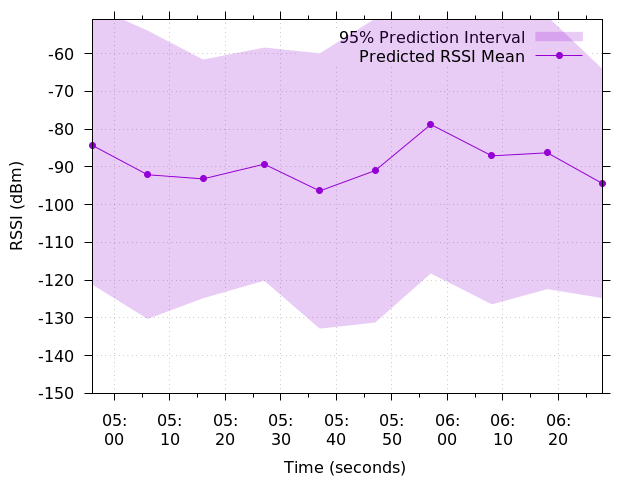 95% Prediction Interval
Predicted RSSI Mean
-60
-70
-80
-90
-100
-110
-120
-130
-140
-150
RSSI (dBm)
05: 05: 05: 05: 05: 05: 06: 06: 06:
00 10 20 30 40 50 00 10 20
Time (seconds)